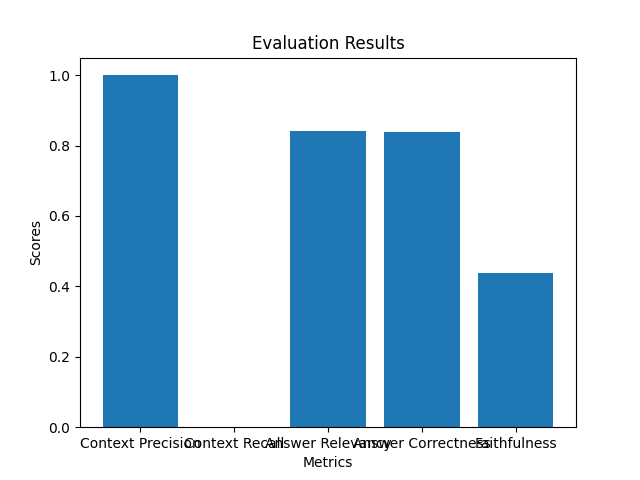 Evaluation Results
1.0
0.8
0.6
0.4
0.2
0.0
Scores
Context Precision
Context Recall
Answer Relevancy
Answer Correctness
Faithfulness
Metrics